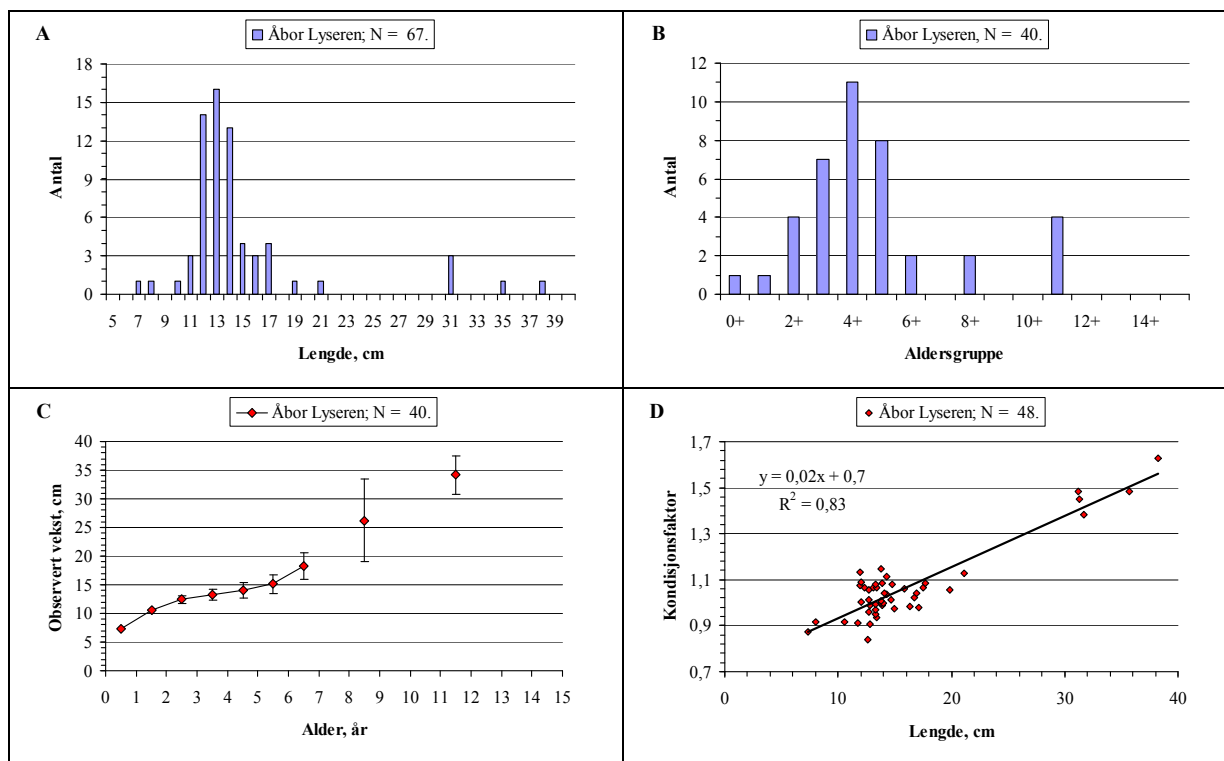 A
Åbor Lyseren; N = 67.
Antal
18
15
12
9
6
3
0
5 7 9 11 13 15 17 19 21 23 25 27 29 31 33 35 37 39
Lengde, cm
B
Åbor Lyseren, N = 40.
Antal
12
10
8
6
4
2
0
0+ 2+ 4+ 6+ 8+ 10+ 12+ 14+
Aldersgruppe
C
Åbor Lyseren; N = 40.
Observert vekst, cm
40
35
30
25
20
15
10
5
0
0 1 2 3 4 5 6 7 8 9 10 11 12 13 14 15
Alder, år
D
Åbor Lyseren; N = 48.
Kondisjonsfaktor
1,7
1,5
1,3
1,1
0,9
0,7
y = 0,02x + 0,7
R² = 0,83
0 10 20 30 40
Lengde, cm